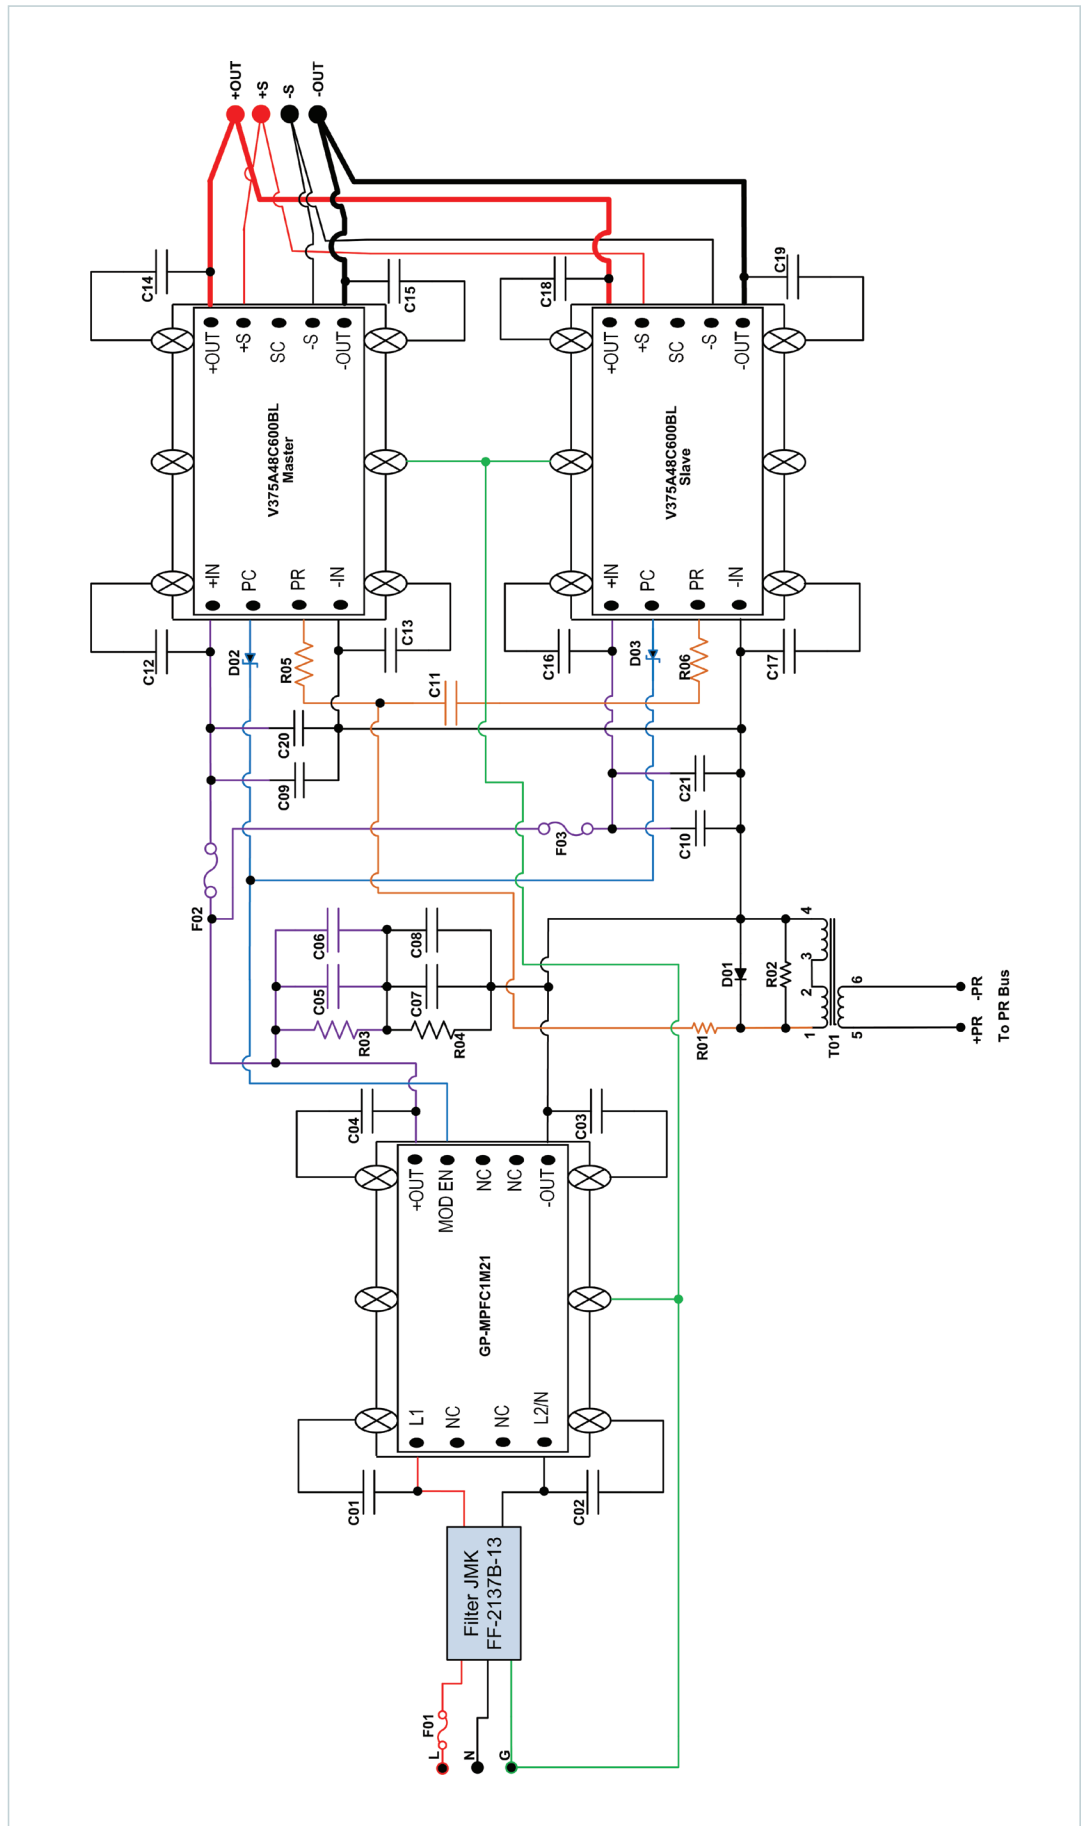 +OUT
+S
-S
-OUT
C14
C15
C18
C19
+OUT
+S
SC
-S
-OUT
V375A48C600BL
Master
+IN
PC
PR
-IN
+OUT
+S
SC
-S
-OUT
V375A48C600BL
Slave
+IN
PC
PR
-IN
C12
D02
R05
C13
C11
C16
D03
R06
C17
C20
C09
C21
F03
C10
F02
C06
C08
C05
C07
R03
R04
D01
R02
R01
4
3
2
1
T01
6
5
-PR
+PR
To PR Bus
C04
C03
+OUT
MOD EN
NC
NC
-OUT
GP-MPFC1M21
L1
NC
NC
L2/N
C01
C02
Filter JMK
FF-2137B-13
F01
L
N
G